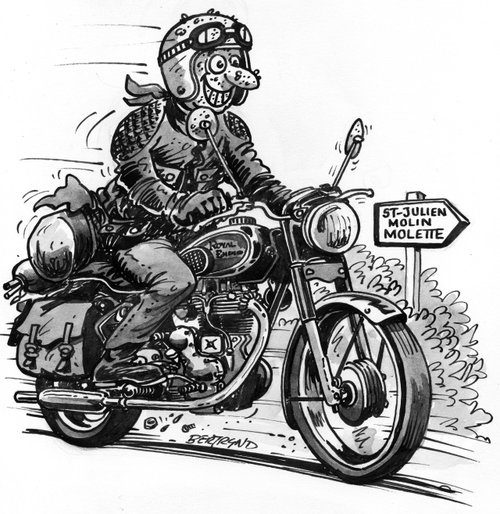 ST-JULIEN
MOLIN
MOLETTE
ROYAL
ENFIELD
BERTRAND